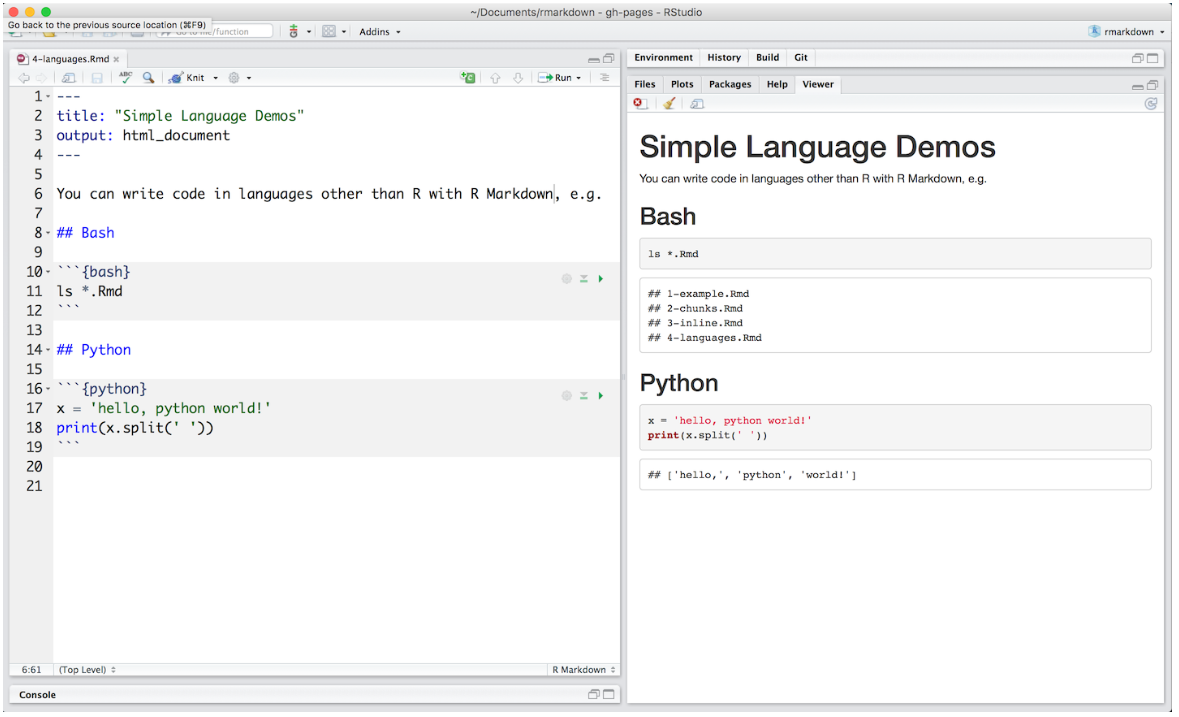 ~/Documents/rmarkdown - gh-pages - RStudio
Go back to the previous source location (⌘F9)
/function
Addins
rmarkdown
4-languages.Rmd
ABC
Knit
Run
1 ---
2 title: "Simple Language Demos"
3 output: html_document
4 ---
5
6 You can write code in languages other than R with R Markdown, e.g.
7
8 ## Bash
9
10 ```{bash}
11 ls *.Rmd
12 ```
13
14 ## Python
15
16 ```{python}
17 x = 'hello, python world!'
18 print(x.split(' '))
19 ```
20
21
6:61 (Top Level) R Markdown
Console
Environment History Build Git
Files Plots Packages Help Viewer
Simple Language Demos
You can write code in languages other than R with R Markdown, e.g.
Bash
ls *.Rmd
## 1-example.Rmd
## 2-chunks.Rmd
## 3-inline.Rmd
## 4-languages.Rmd
Python
x = 'hello, python world!'
print(x.split(' '))
## ['hello,', 'python', 'world!']